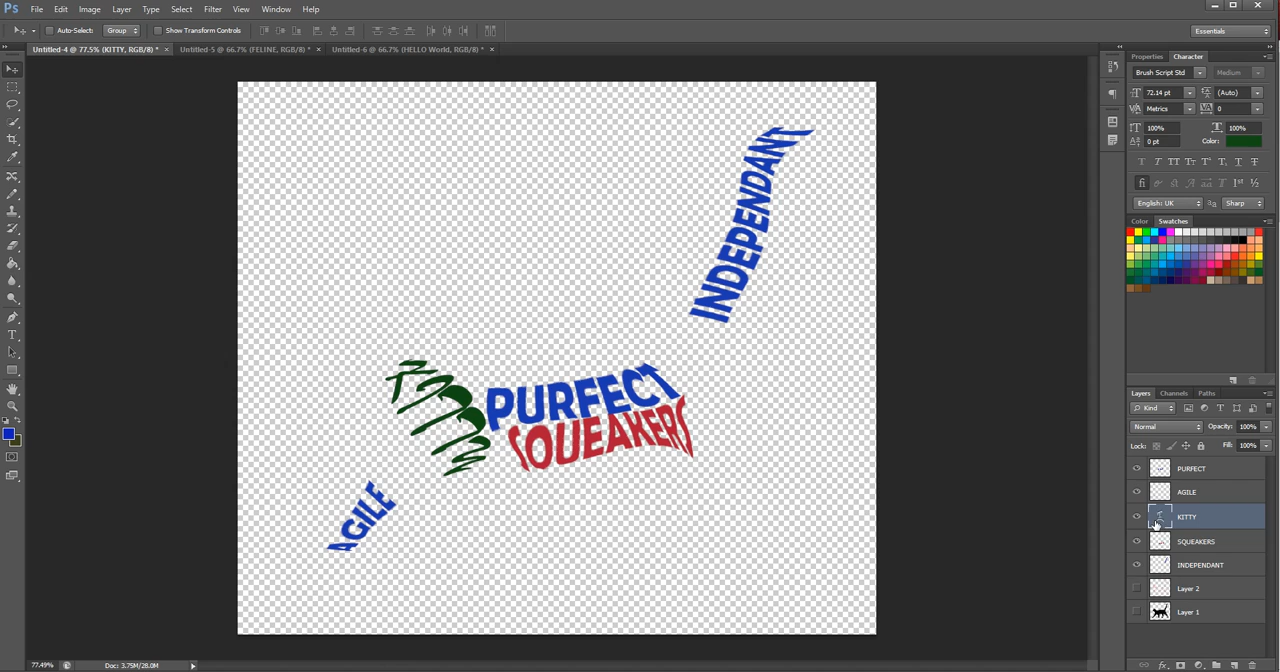 Ps File Edit Image Layer Type Select Filter View Window Help
Auto-Select: Group Show Transform Controls Essentials
Untitled-4 @ 77.5% (KITTY, RGB/8) * × Untitled-5 @ 66.7% (FELINE, RGB/8) * × Untitled-6 @ 66.7% (HELLO World, RGB/8) * ×
Properties Character
Brush Script Std Medium
72.14 pt (Auto)
Metrics 0
100% 100%
0 pt Color:
English: UK Sharp
Color Swatches
INDEPENDANT
PURFECT
SQUEAKERS
AGILE
Layers Channels Paths
Kind
Normal Opacity: 100%
Lock: Fill: 100%
PURFECT
AGILE
KITTY
SQUEAKERS
INDEPENDANT
Layer 2
Layer 1
77.49% Doc: 3.75M/28.0M